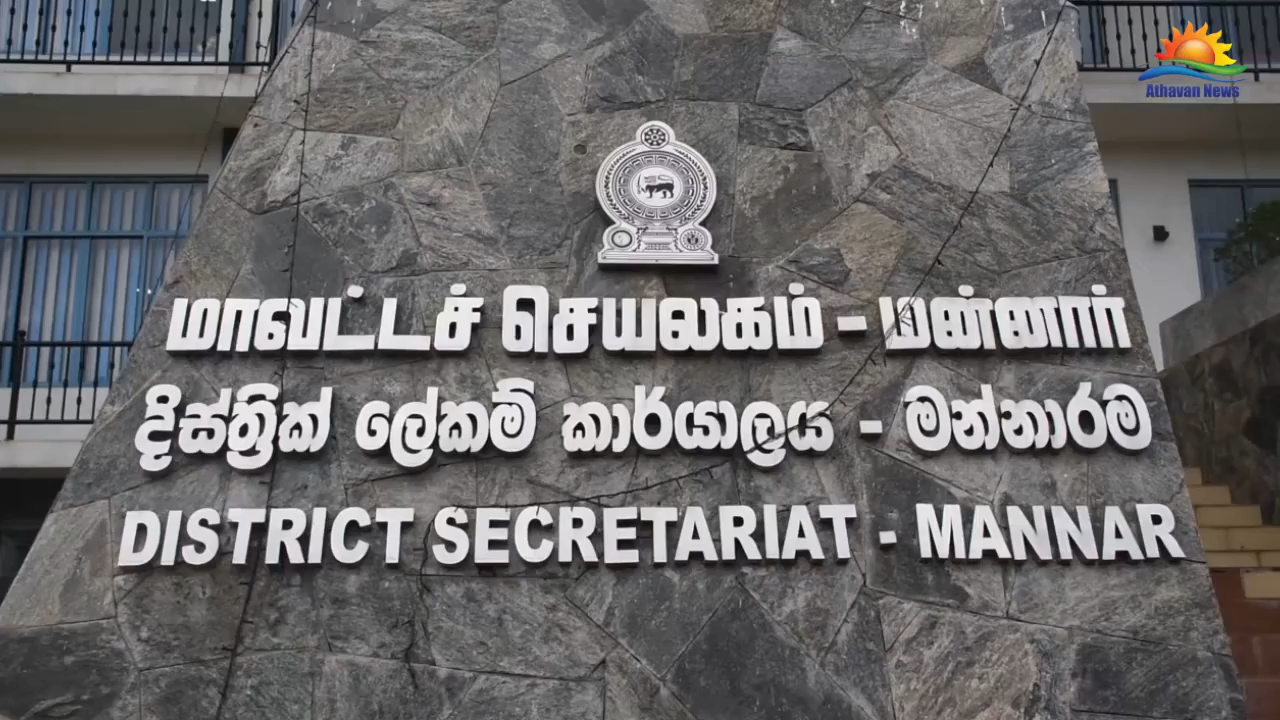 Athavan News
மாவட்டச் செயலகம் - மன்னார்
දිස්ත්‍රික් ලේකම් කාර්යාලය - මන්නාරම
DISTRICT SECRETARIAT - MANNAR